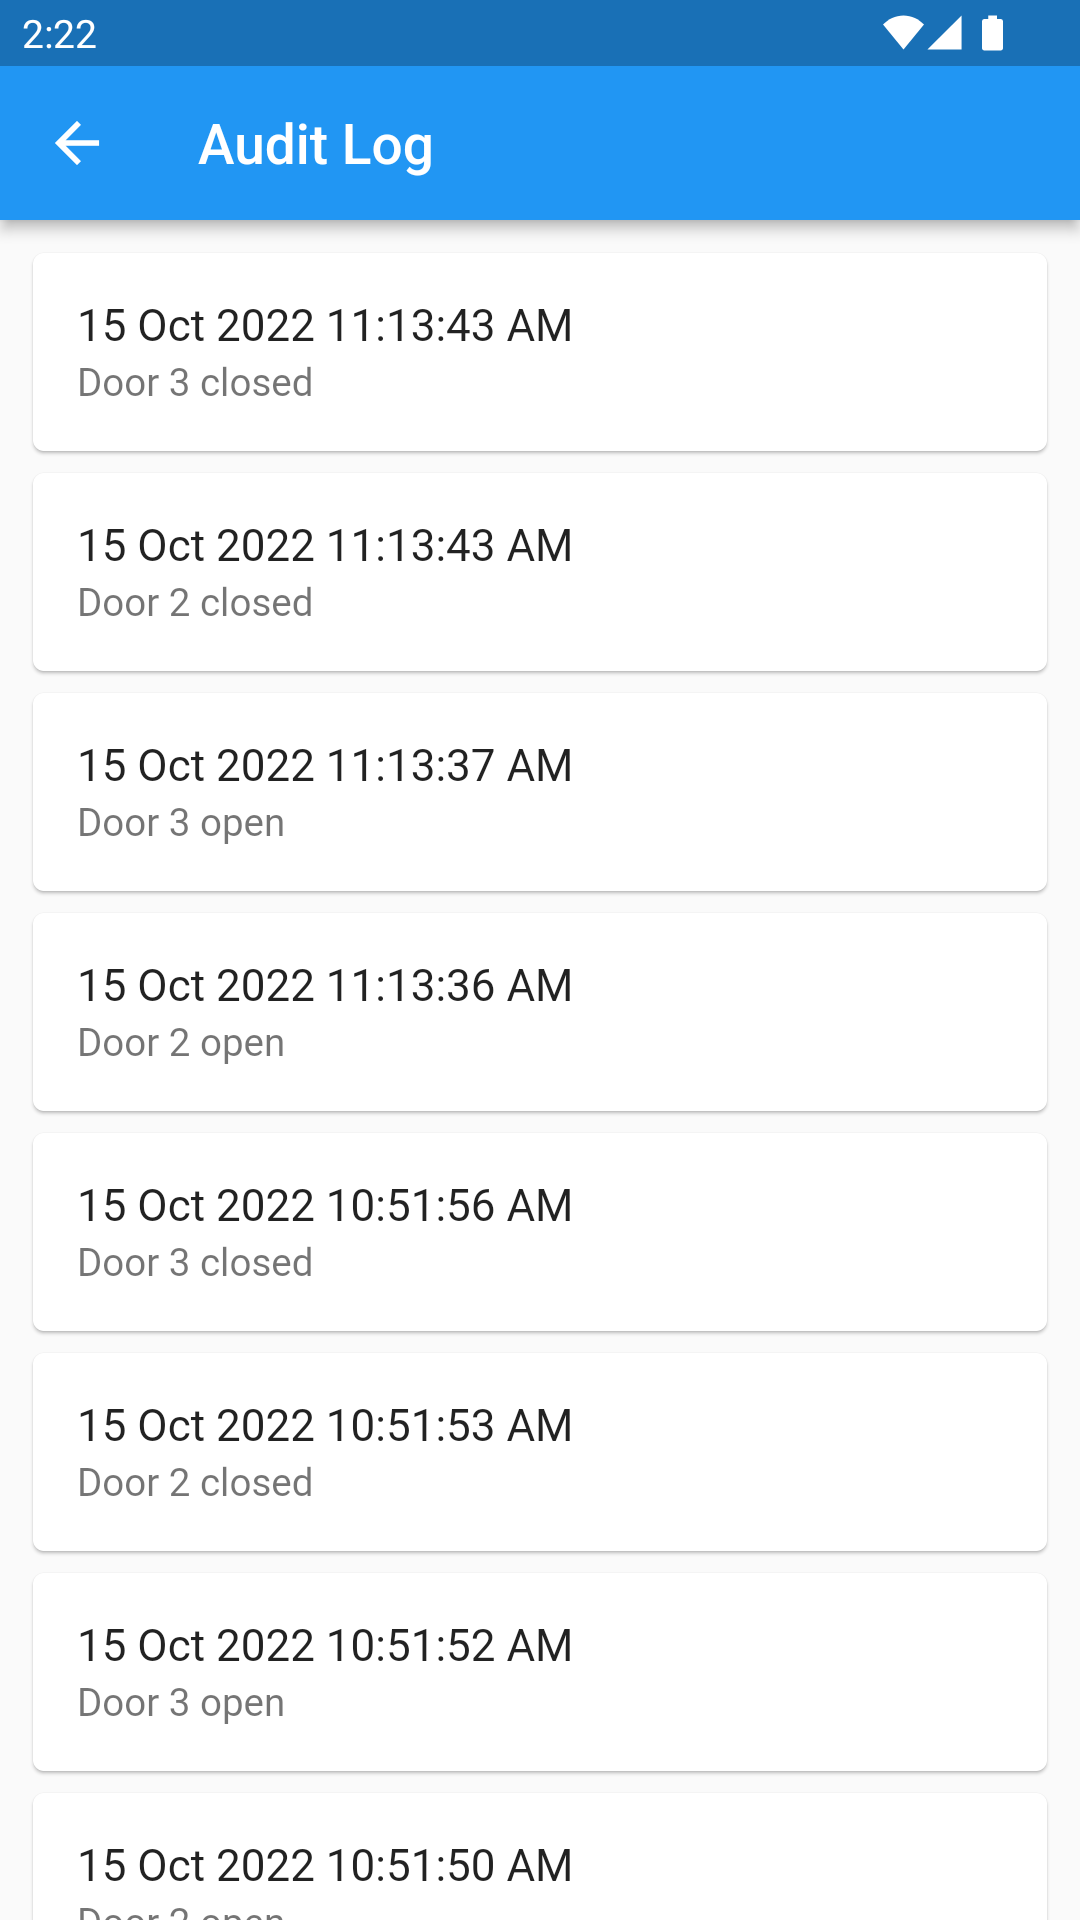 2:22
Audit Log
15 Oct 2022 11:13:43 AM
Door 3 closed
15 Oct 2022 11:13:43 AM
Door 2 closed
15 Oct 2022 11:13:37 AM
Door 3 open
15 Oct 2022 11:13:36 AM
Door 2 open
15 Oct 2022 10:51:56 AM
Door 3 closed
15 Oct 2022 10:51:53 AM
Door 2 closed
15 Oct 2022 10:51:52 AM
Door 3 open
15 Oct 2022 10:51:50 AM
Door 2 open